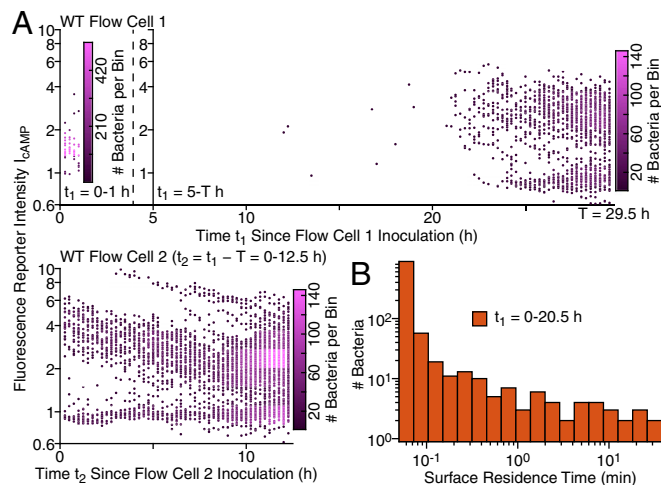 A
WT Flow Cell 1
Fluorescence Reporter Intensity IcAMP
10
6
4
2
1
0.6
420
210
# Bacteria per Bin
t1 = 0-1 h
10
6
4
2
1
t1 = 5-T h
140
100
60
20
# Bacteria per Bin
0 5 10 15 20
T = 29.5 h
Time t1 Since Flow Cell 1 Inoculation (h)
WT Flow Cell 2 (t2 = t1 – T = 0-12.5 h)
10
6
4
2
1
0.6
140
100
60
20
# Bacteria per Bin
0 5 10
Time t2 Since Flow Cell 2 Inoculation (h)
B
t1 = 0-20.5 h
# Bacteria
10²
10¹
10⁰
10⁻¹ 10⁰ 10¹
Surface Residence Time (min)